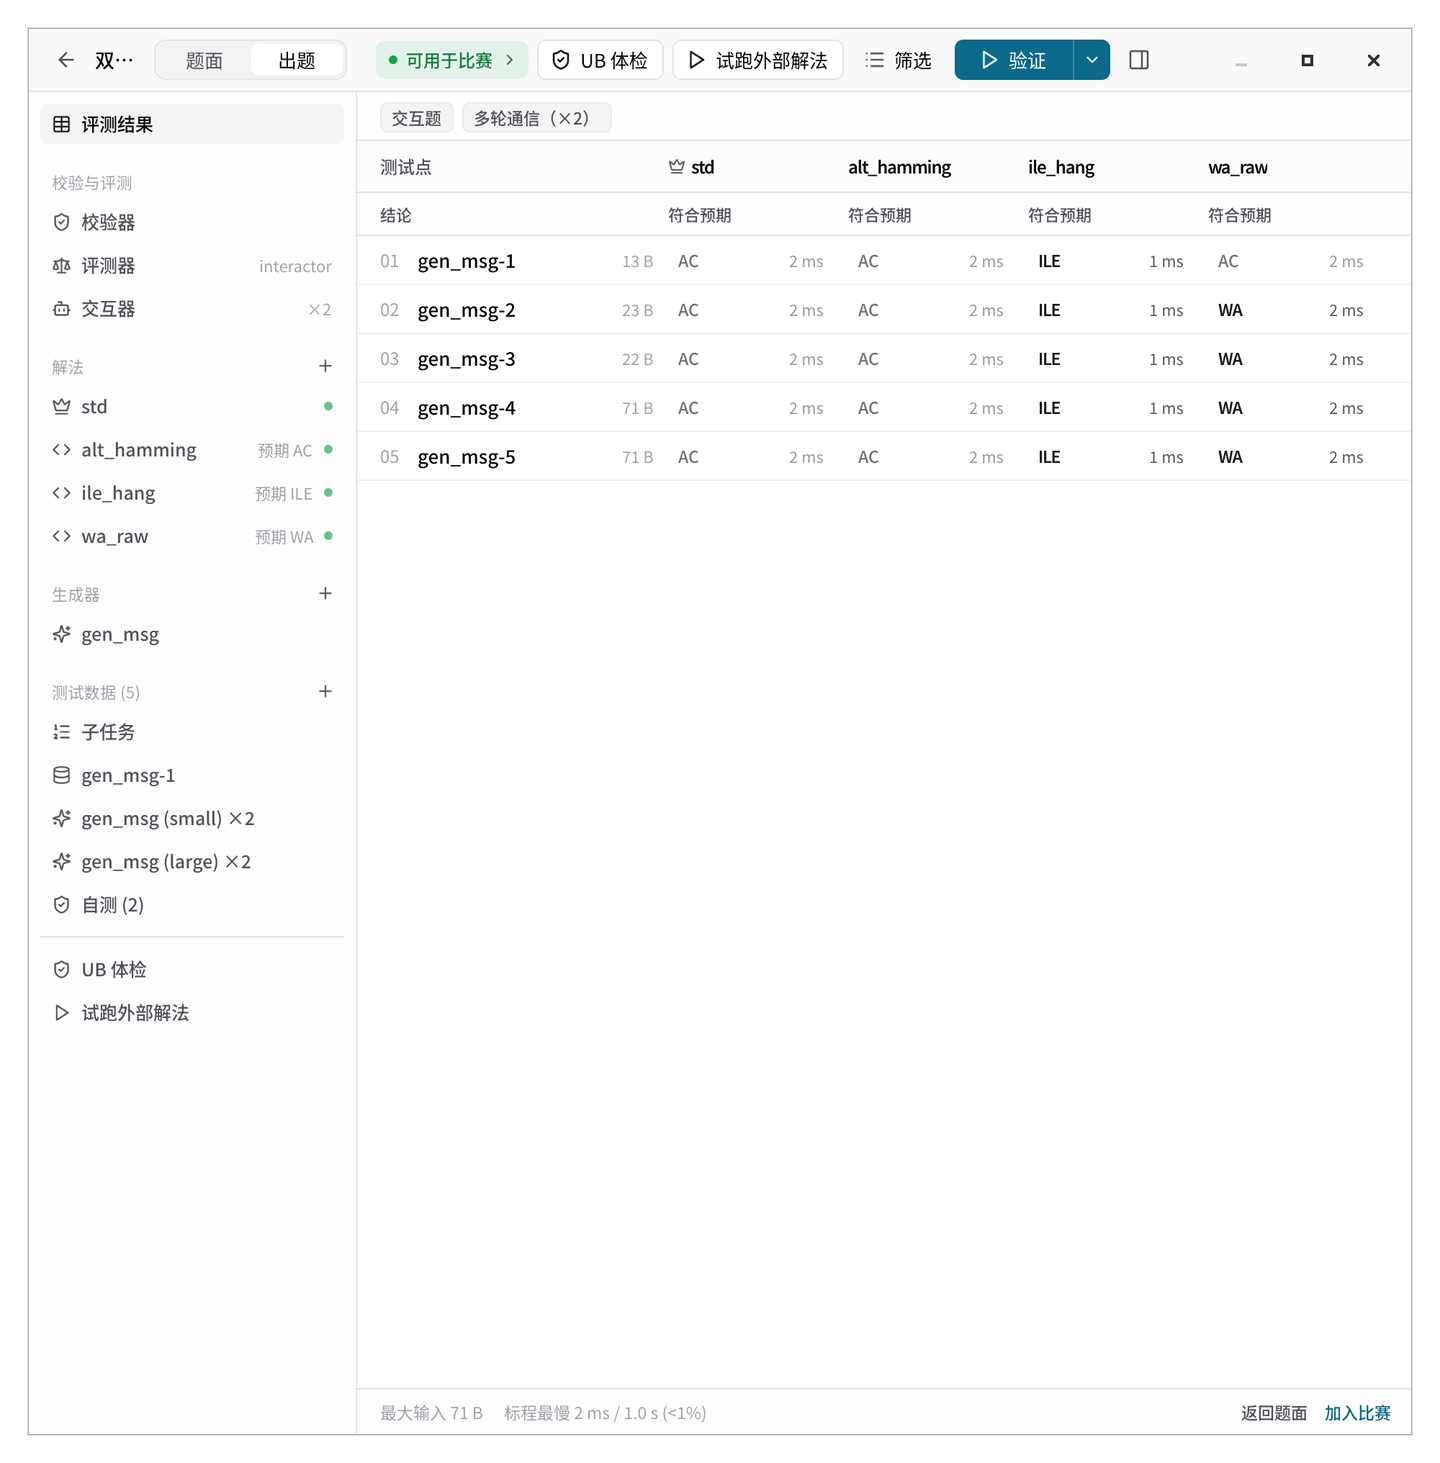 双… 题面 出题 可用于比赛 UB 体检 试跑外部解法 筛选 验证
评测结果
校验与评测
校验器
评测器 interactor
交互器 ×2
解法
std
alt_hamming 预期 AC
ile_hang 预期 ILE
wa_raw 预期 WA
生成器
gen_msg
测试数据 (5)
子任务
gen_msg-1
gen_msg (small) ×2
gen_msg (large) ×2
自测 (2)
UB 体检
试跑外部解法
交互题 多轮通信（×2）
测试点 std alt_hamming ile_hang wa_raw
结论 符合预期 符合预期 符合预期 符合预期
01 gen_msg-1 13 B AC 2 ms AC 2 ms ILE 1 ms AC 2 ms
02 gen_msg-2 23 B AC 2 ms AC 2 ms ILE 1 ms WA 2 ms
03 gen_msg-3 22 B AC 2 ms AC 2 ms ILE 1 ms WA 2 ms
04 gen_msg-4 71 B AC 2 ms AC 2 ms ILE 1 ms WA 2 ms
05 gen_msg-5 71 B AC 2 ms AC 2 ms ILE 1 ms WA 2 ms
最大输入 71 B 标程最慢 2 ms / 1.0 s (<1%) 返回题面 加入比赛